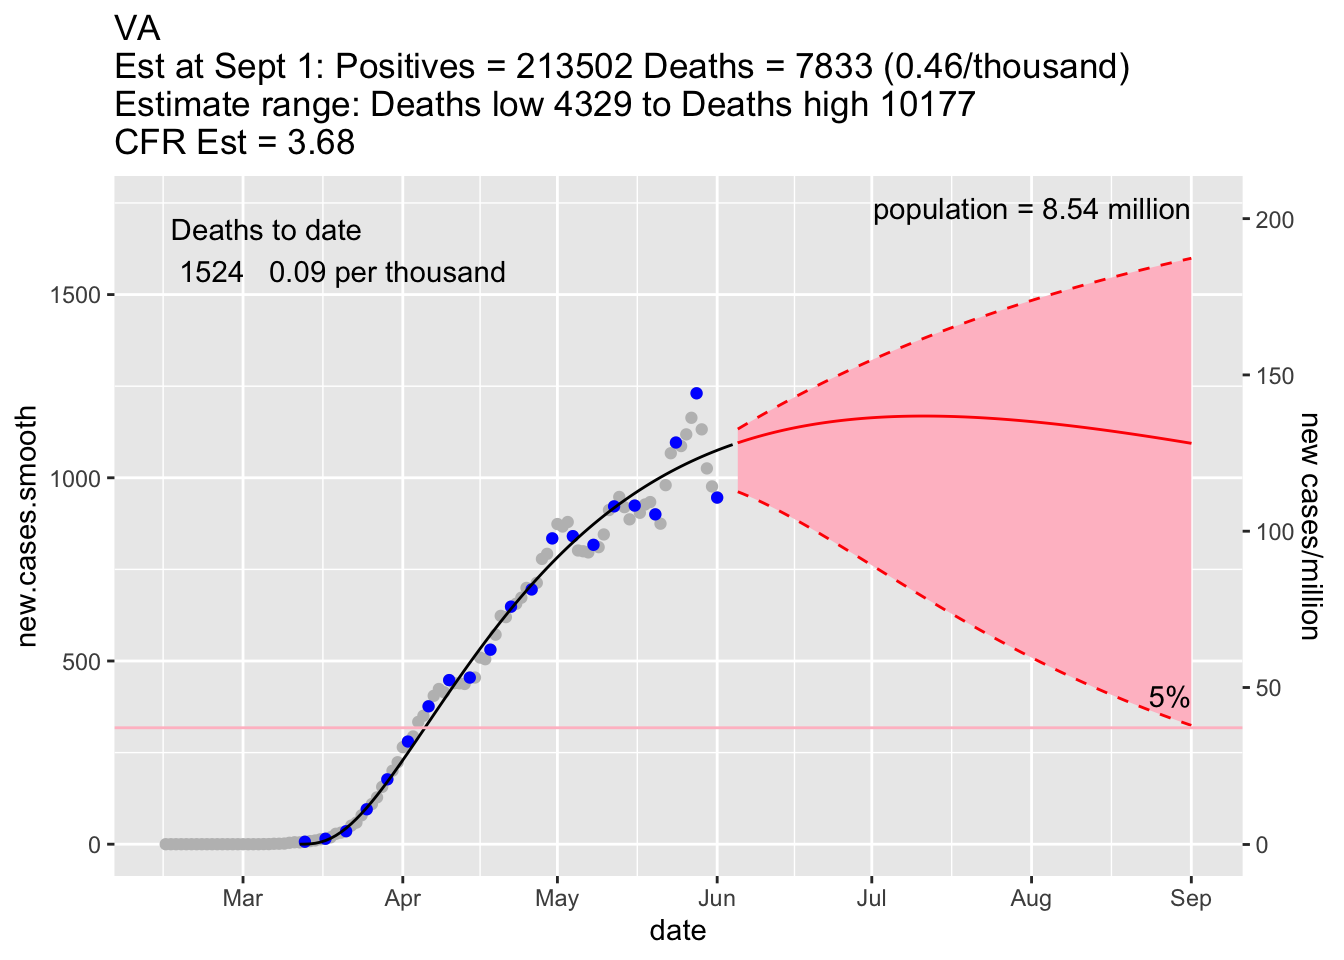 VA
Est at Sept 1: Positives = 213502 Deaths = 7833 (0.46/thousand)
Estimate range: Deaths low 4329 to Deaths high 10177
CFR Est = 3.68
population = 8.54 million
Deaths to date
1524 0.09 per thousand
5%
new.cases.smooth
1500
1000
500
0
200
150
100
50
0
new cases/million
Mar Apr May Jun Jul Aug Sep
date